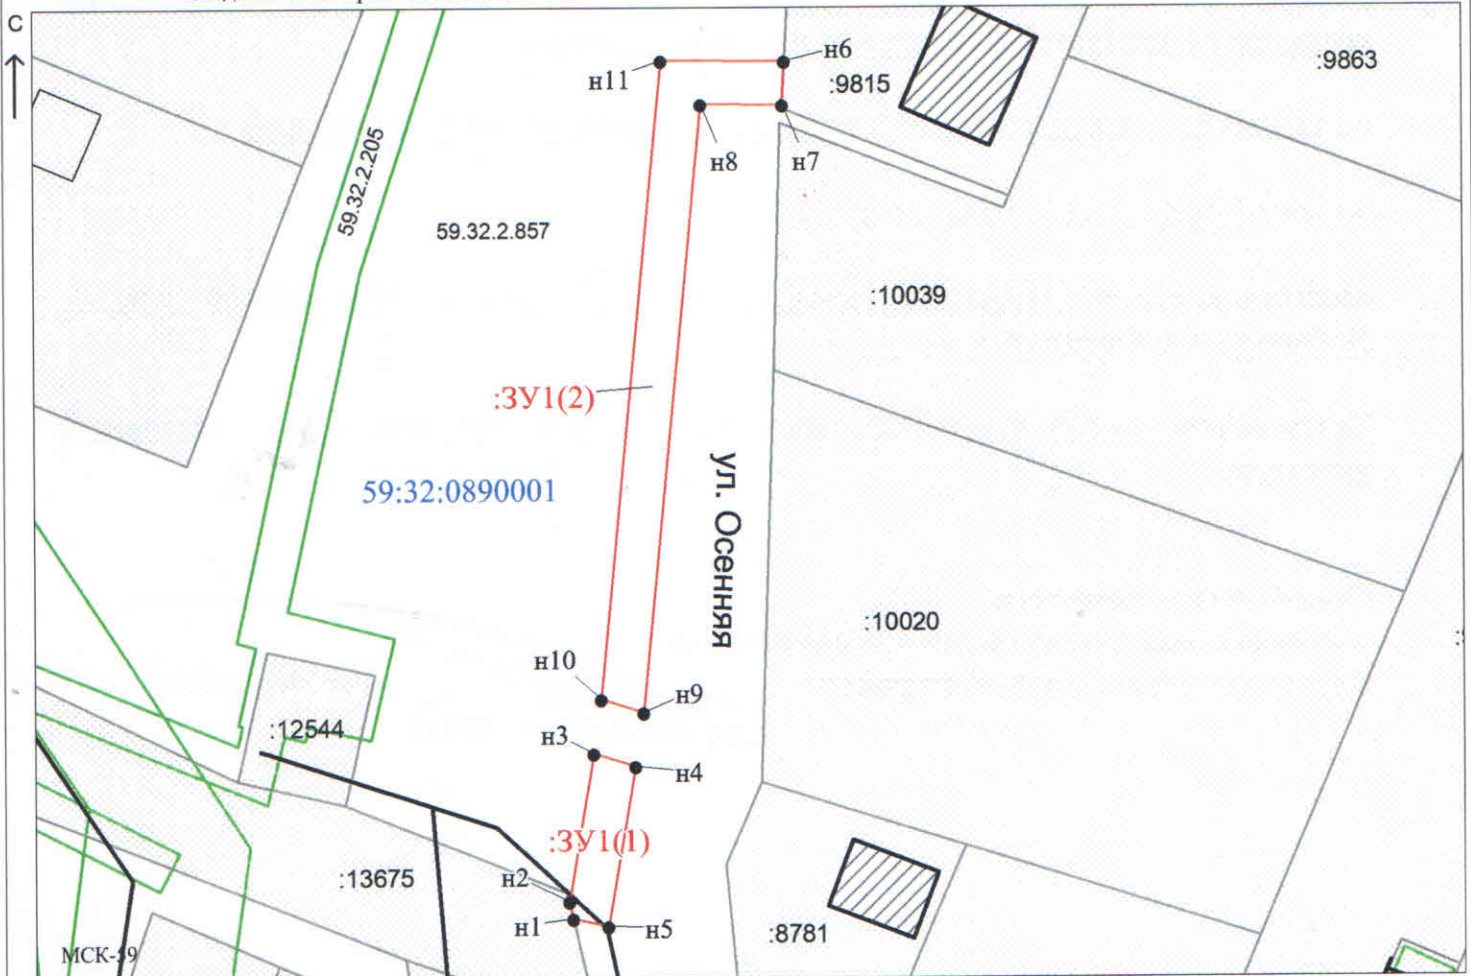 С
н11
н6
:9815
:9863
н8
н7
59.32.2.205
59.32.2.857
:10039
:ЗУ1(2)
ул. Осенняя
59:32:0890001
:10020
н10
н9
:12544
н3
н4
:ЗУ1(1)
:13675
н2
н1
н5
:8781
МСК-59